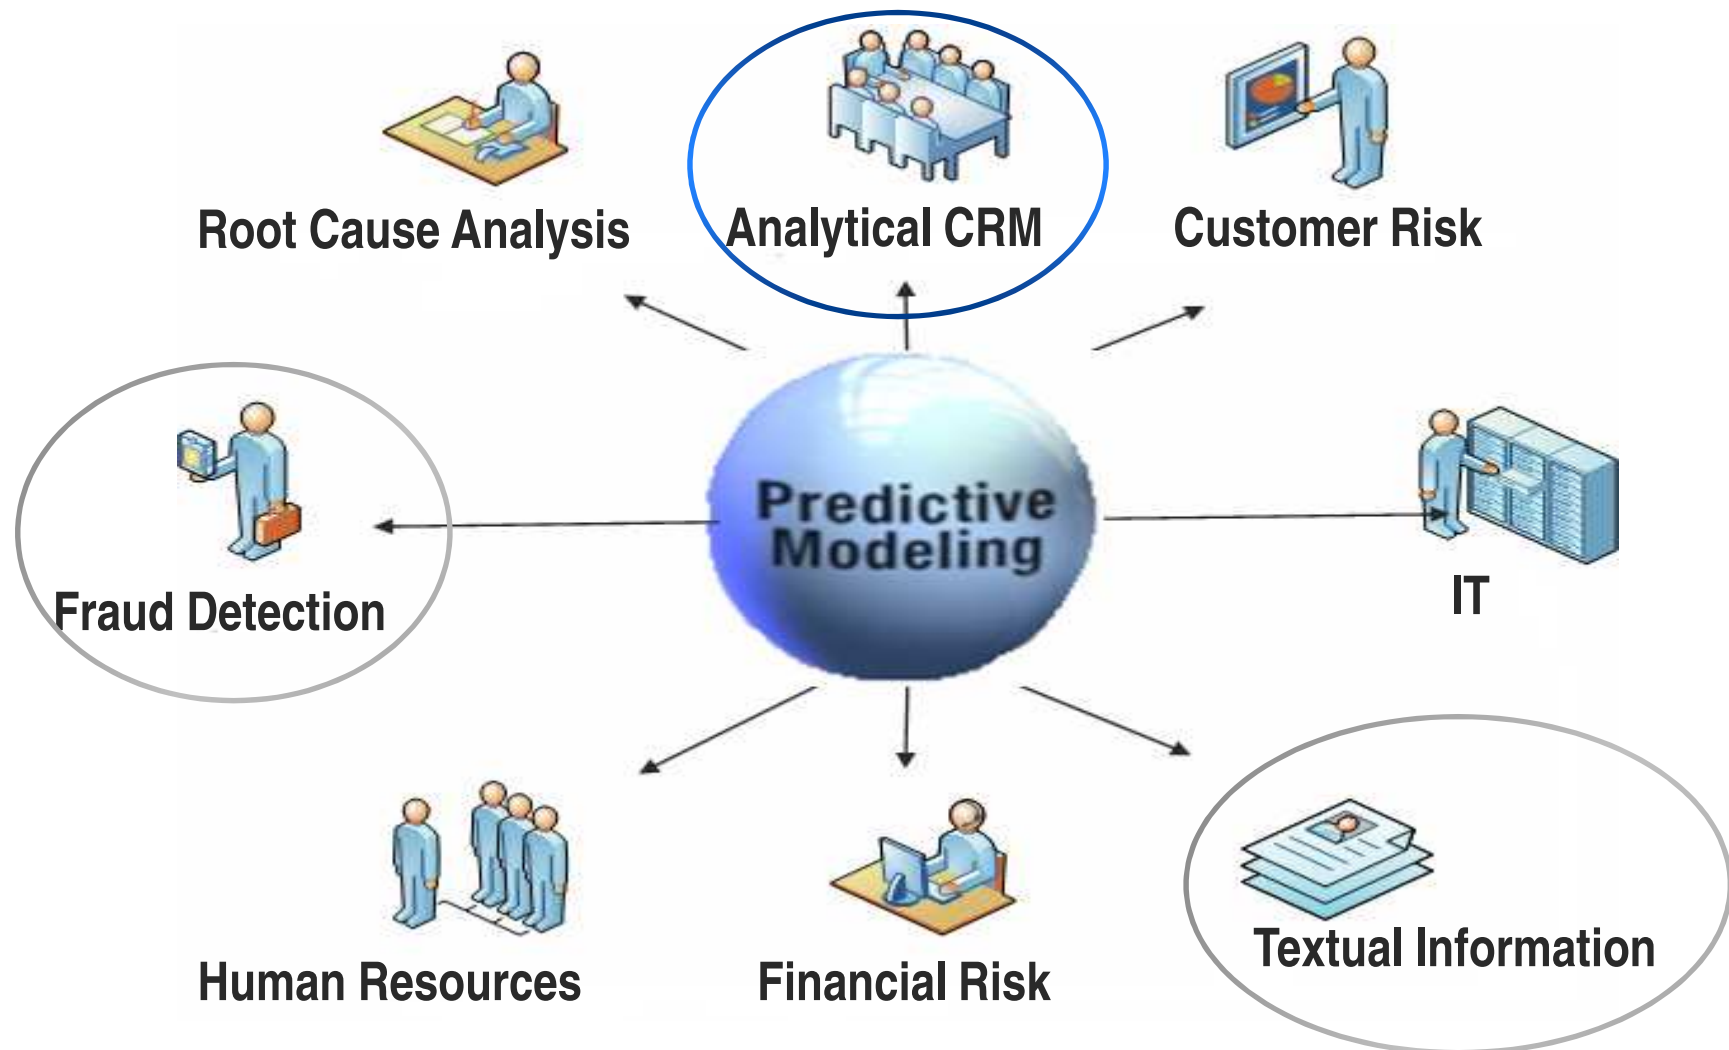 Root Cause Analysis
Analytical CRM
Customer Risk
Predictive
Modeling
Fraud Detection
IT
Human Resources
Financial Risk
Textual Information